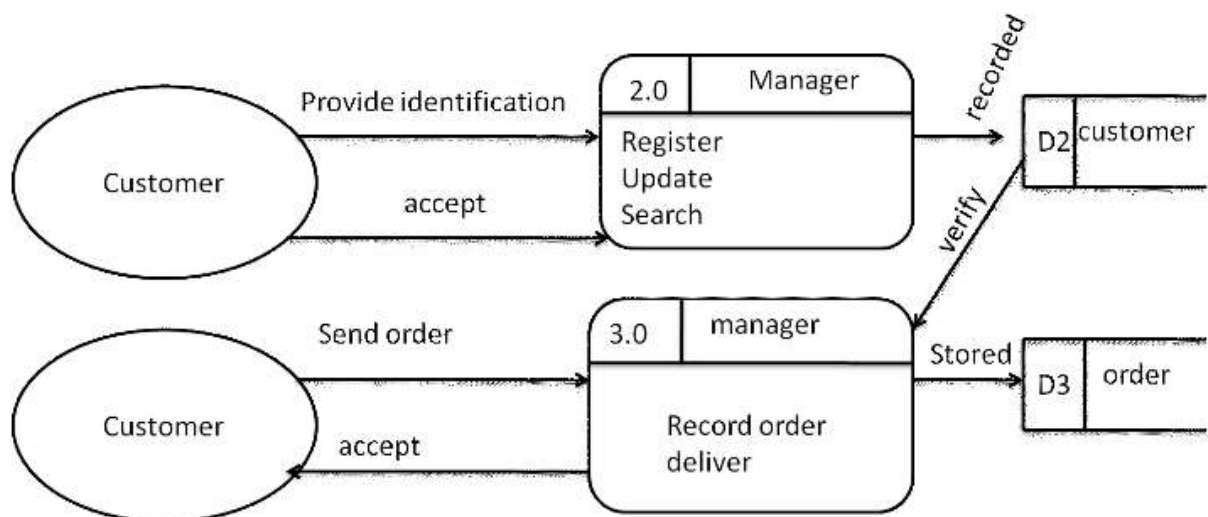 Provide identification
2.0 Manager
recorded
D2 customer
Customer
Register
Update
Search
accept
verify
Send order
3.0 manager
Stored
D3 order
Customer
Record order
deliver
accept